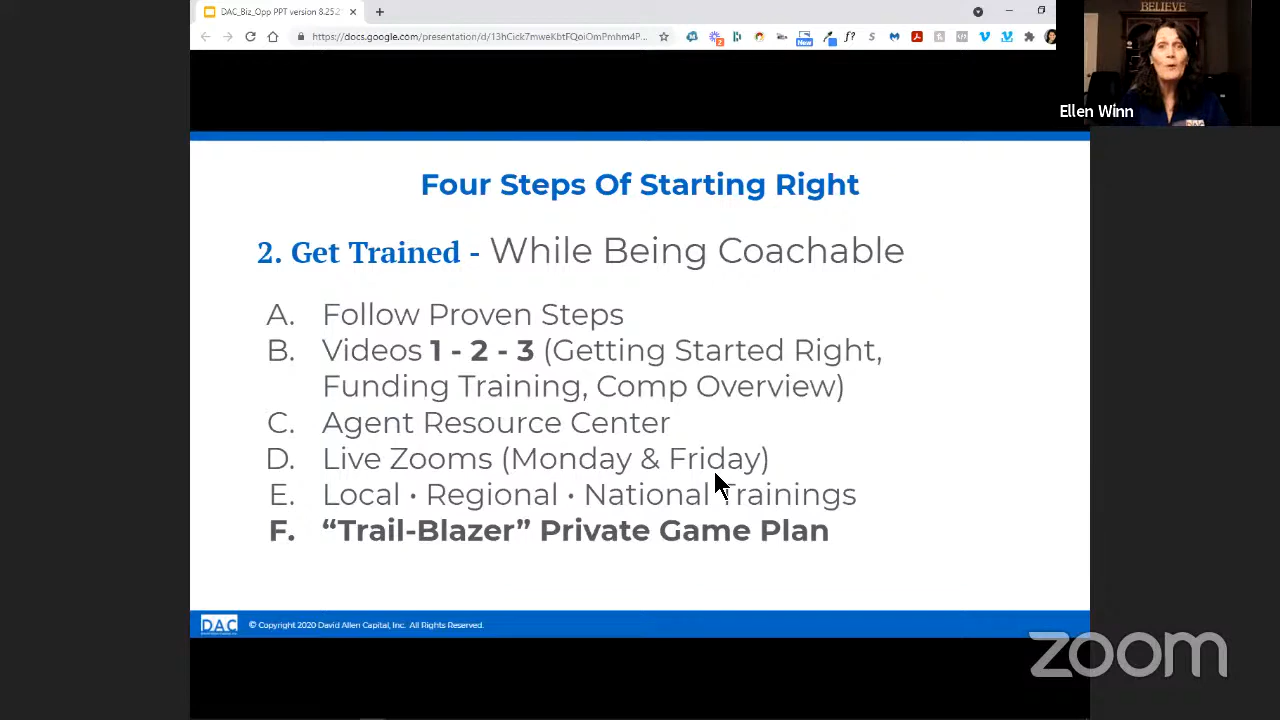 DAC_Biz_Opp PPT version 8.25.2
https://docs.google.com/presentation/d/13hCick7mweKbtFQoiOmPmhm4P...
New
BELIEVE
Ellen Winn
DAC
Four Steps Of Starting Right
2. Get Trained - While Being Coachable
A. Follow Proven Steps
B. Videos 1 - 2 - 3 (Getting Started Right,
Funding Training, Comp Overview)
C. Agent Resource Center
D. Live Zooms (Monday & Friday)
E. Local • Regional • National Trainings
F. “Trail-Blazer” Private Game Plan
DAC © Copyright 2020 David Allen Capital, Inc. All Rights Reserved.
zoom